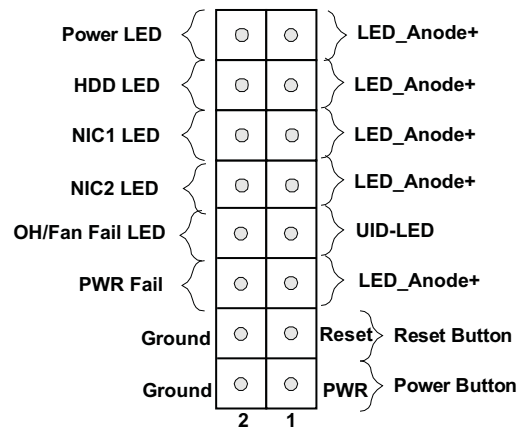 Power LED LED_Anode+
HDD LED LED_Anode+
NIC1 LED LED_Anode+
NIC2 LED LED_Anode+
OH/Fan Fail LED UID-LED
PWR Fail LED_Anode+
Ground Reset Reset Button
Ground PWR Power Button
2 1